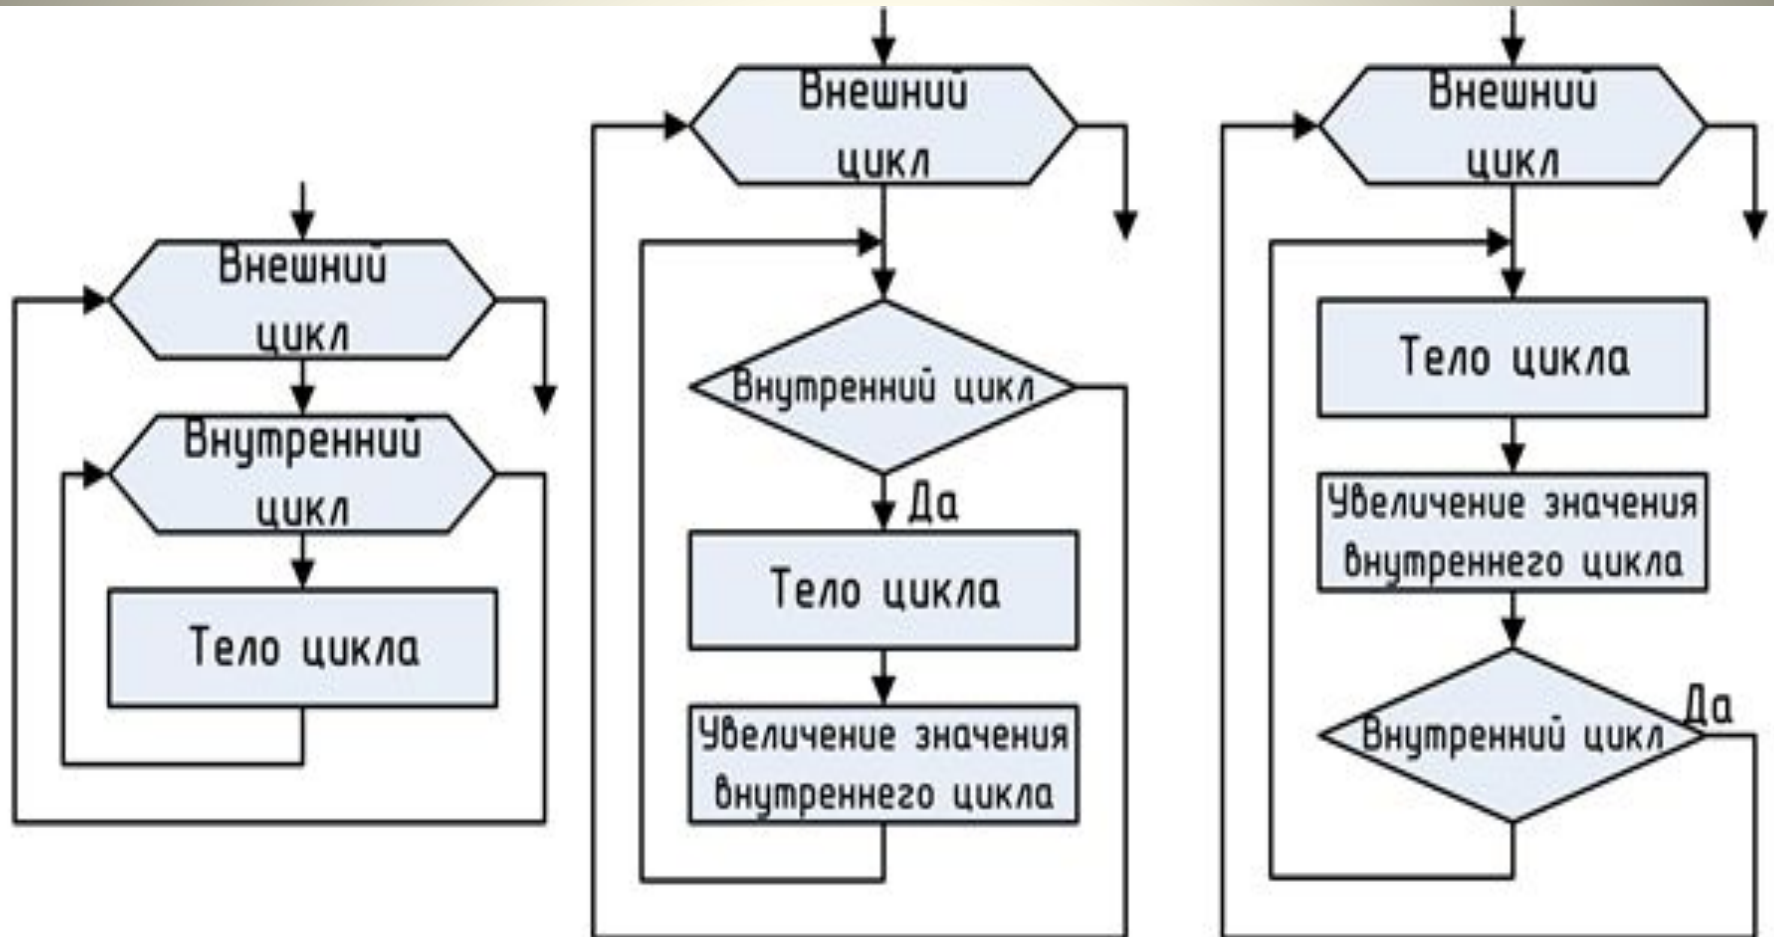 Внешний
цикл
Внутренний
цикл
Тело цикла
Внешний
цикл
Внутренний цикл
Да
Тело цикла
Увеличение значения
внутреннего цикла
Внешний
цикл
Тело цикла
Увеличение значения
внутреннего цикла
Да
Внутренний цикл